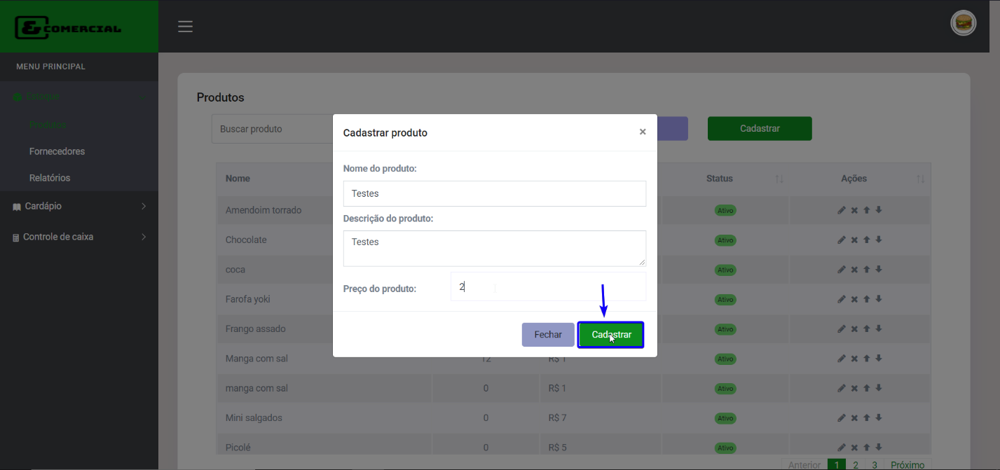 & COMERCIAL
MENU PRINCIPAL
Estoque
Produtos
Fornecedores
Relatórios
Cardápio
Controle de caixa
Produtos
Buscar produto
Cadastrar
Nome Status Ações
Amendoim torrado Ativo
Chocolate Ativo
coca Ativo
Farofa yoki Ativo
Frango assado Ativo
Manga com sal 12 R$ 1 Ativo
manga com sal 0 R$ 1 Ativo
Mini salgados 0 R$ 7 Ativo
Picolé 0 R$ 5 Ativo
Anterior 1 2 3 Próximo
Cadastrar produto ×
Nome do produto:
Testes
Descrição do produto:
Testes
Preço do produto: 2
Fechar Cadastrar